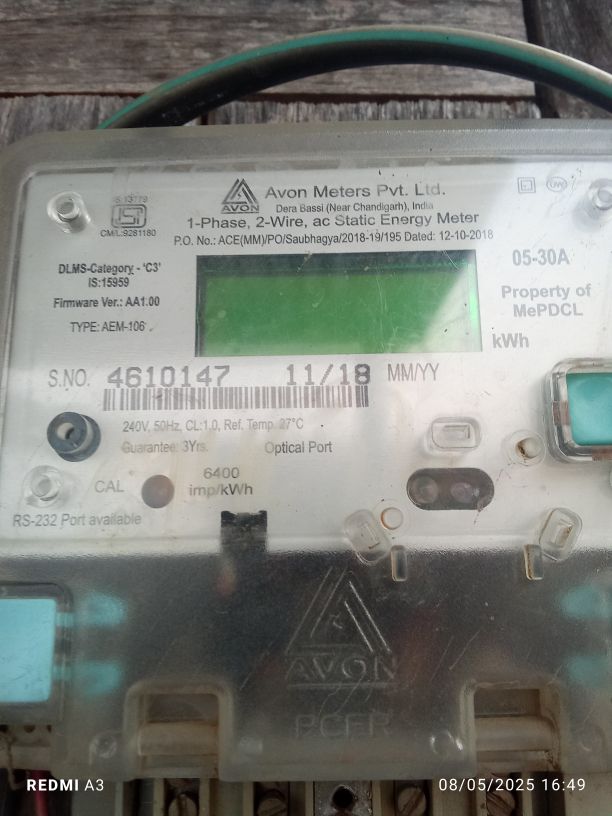 IS:13779
ISI
CM/L:9281180
AVON
Avon Meters Pvt. Ltd.
Dera Bassi (Near Chandigarh), India
1-Phase, 2-Wire, ac Static Energy Meter
P.O. No.: ACE(MM)/PO/Saubhagya/2018-19/195 Dated: 12-10-2018
DLMS-Category - 'C3'
IS:15959
Firmware Ver.: AA1.00
TYPE: AEM-106
05-30A
Property of
MePDCL
kWh
S.NO. 4610147 11/18 MM/YY
240V, 50Hz, CL:1.0, Ref. Temp. 27°C
Guarantee: 3Yrs. Optical Port
CAL
6400
imp/kWh
RS-232 Port available
AVON
REDMI A3
08/05/2025 16:49